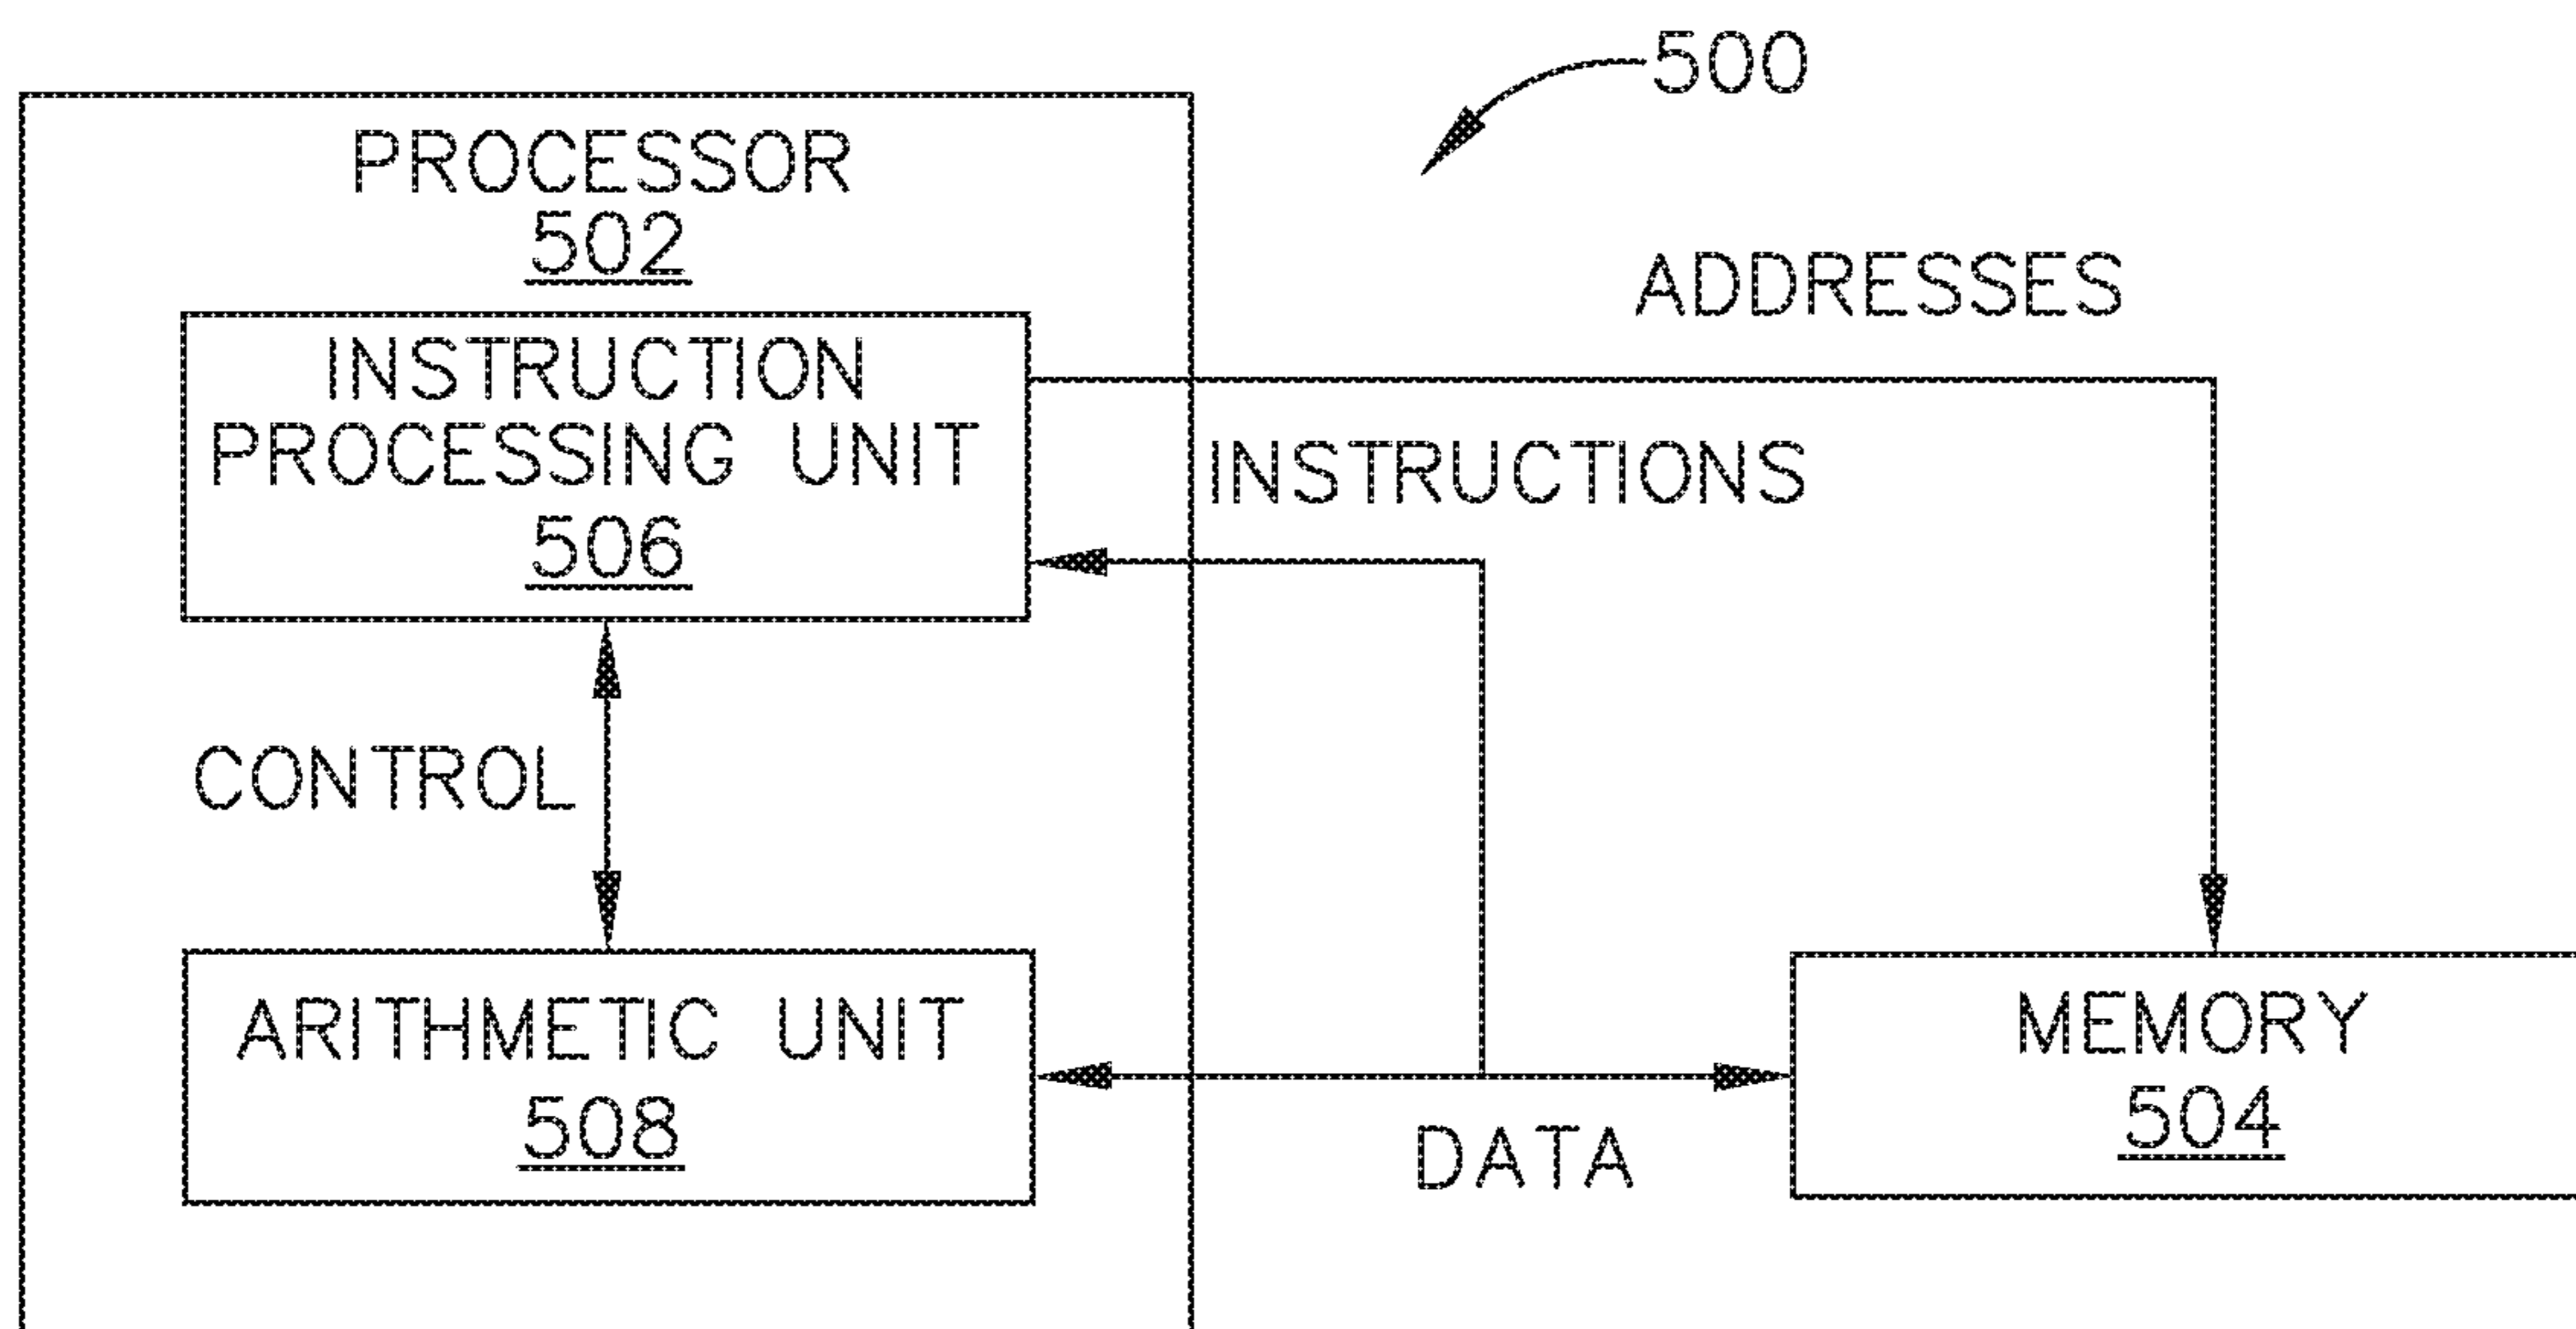 500
PROCESSOR
502
ADDRESSES
INSTRUCTION
PROCESSING UNIT
506
INSTRUCTIONS
CONTROL
ARITHMETIC UNIT
508
MEMORY
504
DATA